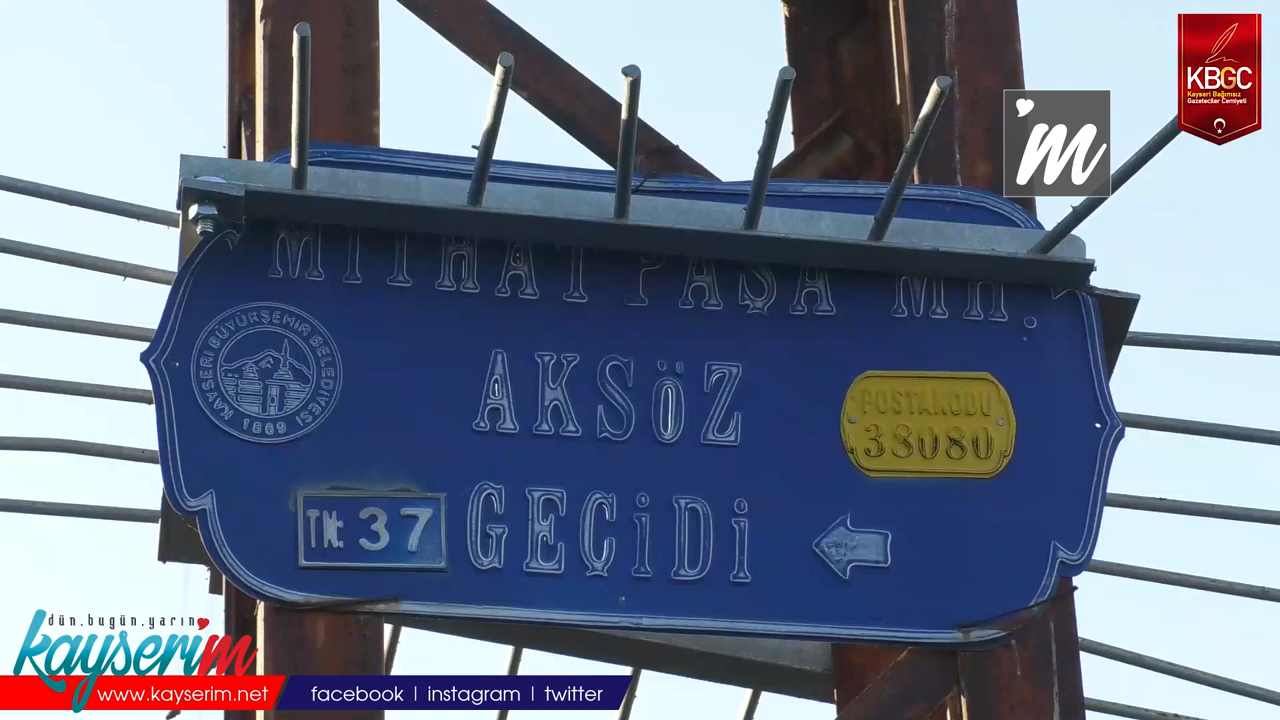 KBGC
Kayseri Bağımsız
Gazeteciler Cemiyeti
'm
MİTHATPAŞA MH.
KAYSERİ BÜYÜKŞEHİR BELEDİYESİ
1869
AKSÖZ
POSTAKODU
38080
TN: 37
GEÇİDİ
dün.bugün.yarın
kayserim
www.kayserim.net
facebook | instagram | twitter